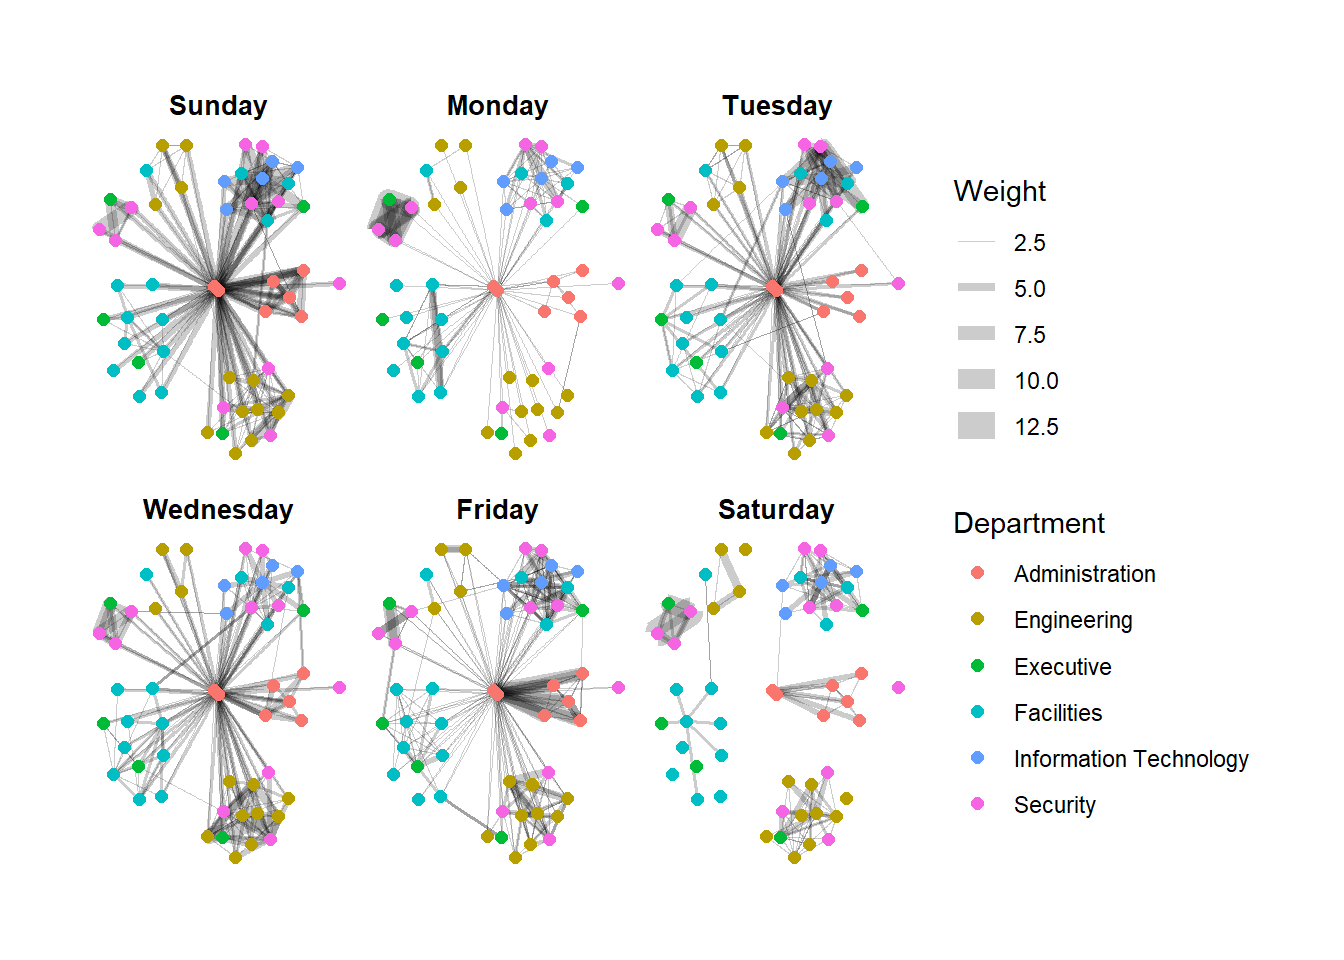 Sunday
Monday
Tuesday
Wednesday
Friday
Saturday
Weight
2.5
5.0
7.5
10.0
12.5
Department
Administration
Engineering
Executive
Facilities
Information Technology
Security